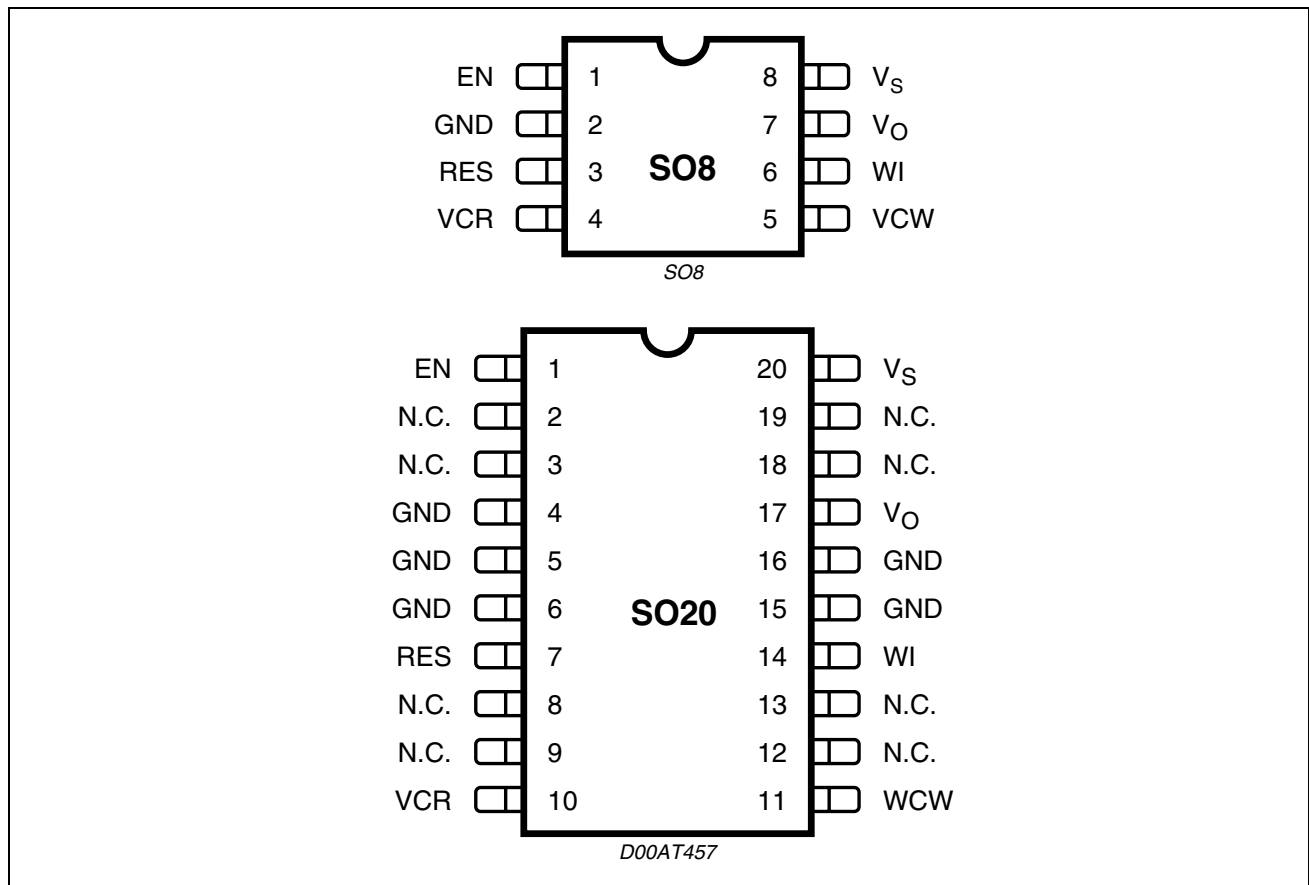 EN 1 8 VS
GND 2 7 VO
RES 3 SO8 6 WI
VCR 4 5 VCW
SO8
EN 1 20 VS
N.C. 2 19 N.C.
N.C. 3 18 N.C.
GND 4 17 VO
GND 5 16 GND
GND 6 SO20 15 GND
RES 7 14 WI
N.C. 8 13 N.C.
N.C. 9 12 N.C.
VCR 10 11 WCW
D00AT457